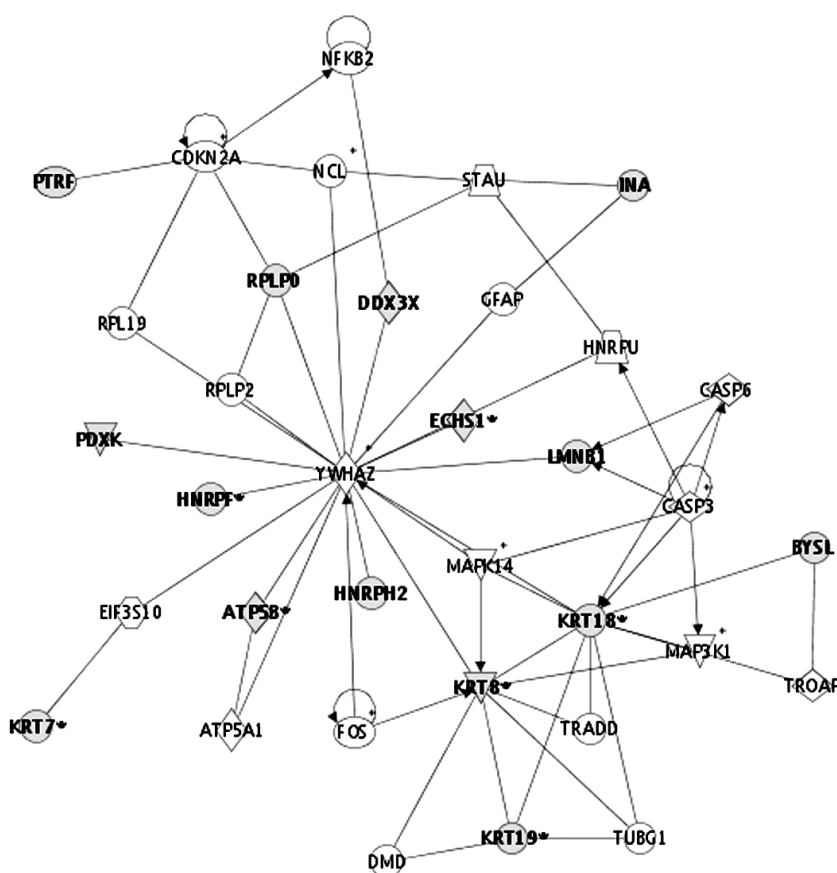 NFKB2
CDKN2A
NCL
STAU
PTRF
INA
RPLP0
DDX3X
GFAP
RPL19
HNRPU
RPLP2
CASP6
ECHS1*
PDXK
LMNB1
YWHAZ
HNRPF*
CASP3
BYSL
MAPK14
HNRPH2
EIF3S10
ATP5B*
KRT18*
MAP3K1
KRT8*
TROAP
KRT7*
ATP5A1
FOS
TRADD
KRT19*
TUBG1
DMD